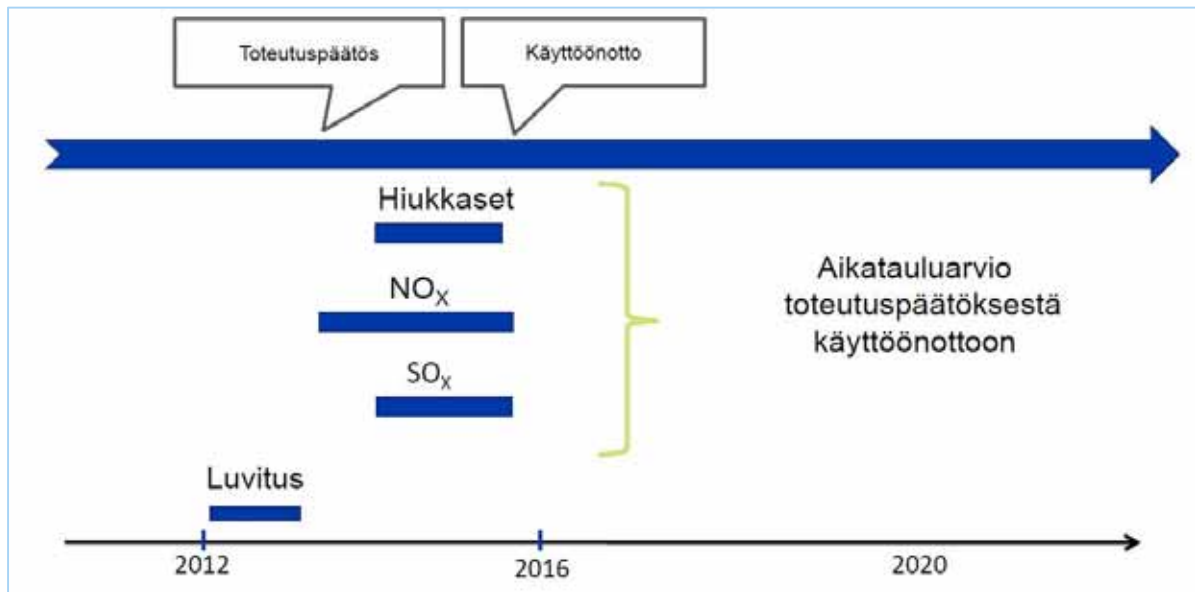 Toteutuspäätös
Käyttöönotto
Hiukkaset
NOX
SOX
Aikatauluarvio
toteutuspäätöksestä
käyttöönottoon
Luvitus
2012
2016
2020